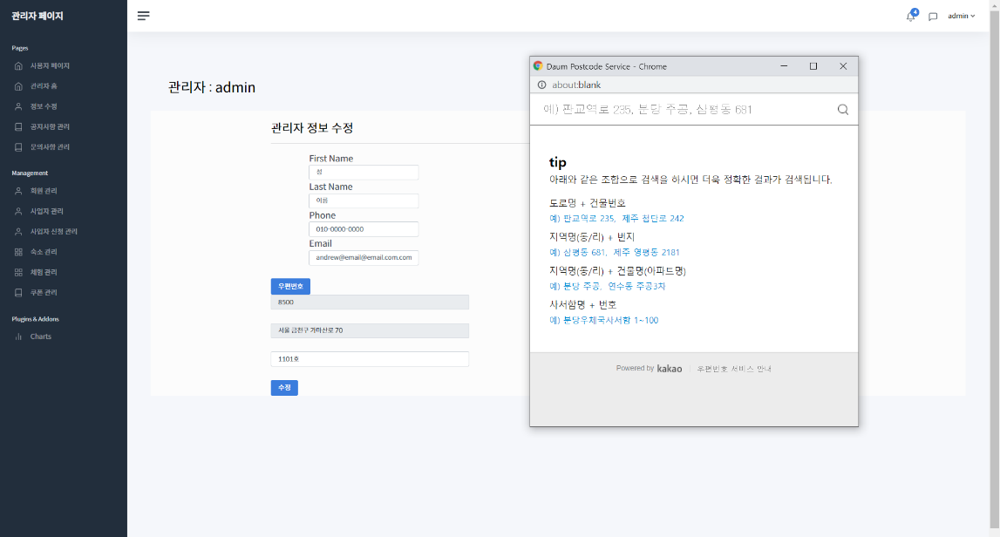 관리자 페이지
Pages
사용자 페이지
관리자 홈
정보 수정
공지사항 관리
문의사항 관리
Management
회원 관리
사업자 관리
사업자 신청 관리
숙소 관리
체험 관리
쿠폰 관리
Plugins & Addons
Charts
4
admin
관리자 : admin
관리자 정보 수정
First Name
성
Last Name
이름
Phone
010-0000-0000
Email
andrew@email@email.com.com
우편번호
8500
서울 금천구 가마산로 70
1101호
수정
Daum Postcode Service - Chrome
about:blank
예) 판교역로 235, 분당 주공, 삼평동 681
tip
아래와 같은 조합으로 검색을 하시면 더욱 정확한 결과가 검색됩니다.
도로명 + 건물번호
예) 판교역로 235, 제주 첨단로 242
지역명(동/리) + 번지
예) 삼평동 681, 제주 영평동 2181
지역명(동/리) + 건물명(아파트명)
예) 분당 주공, 연수동 주공3차
사서함명 + 번호
예) 분당우체국사서함 1~100
Powered by kakao | 우편번호 서비스 안내